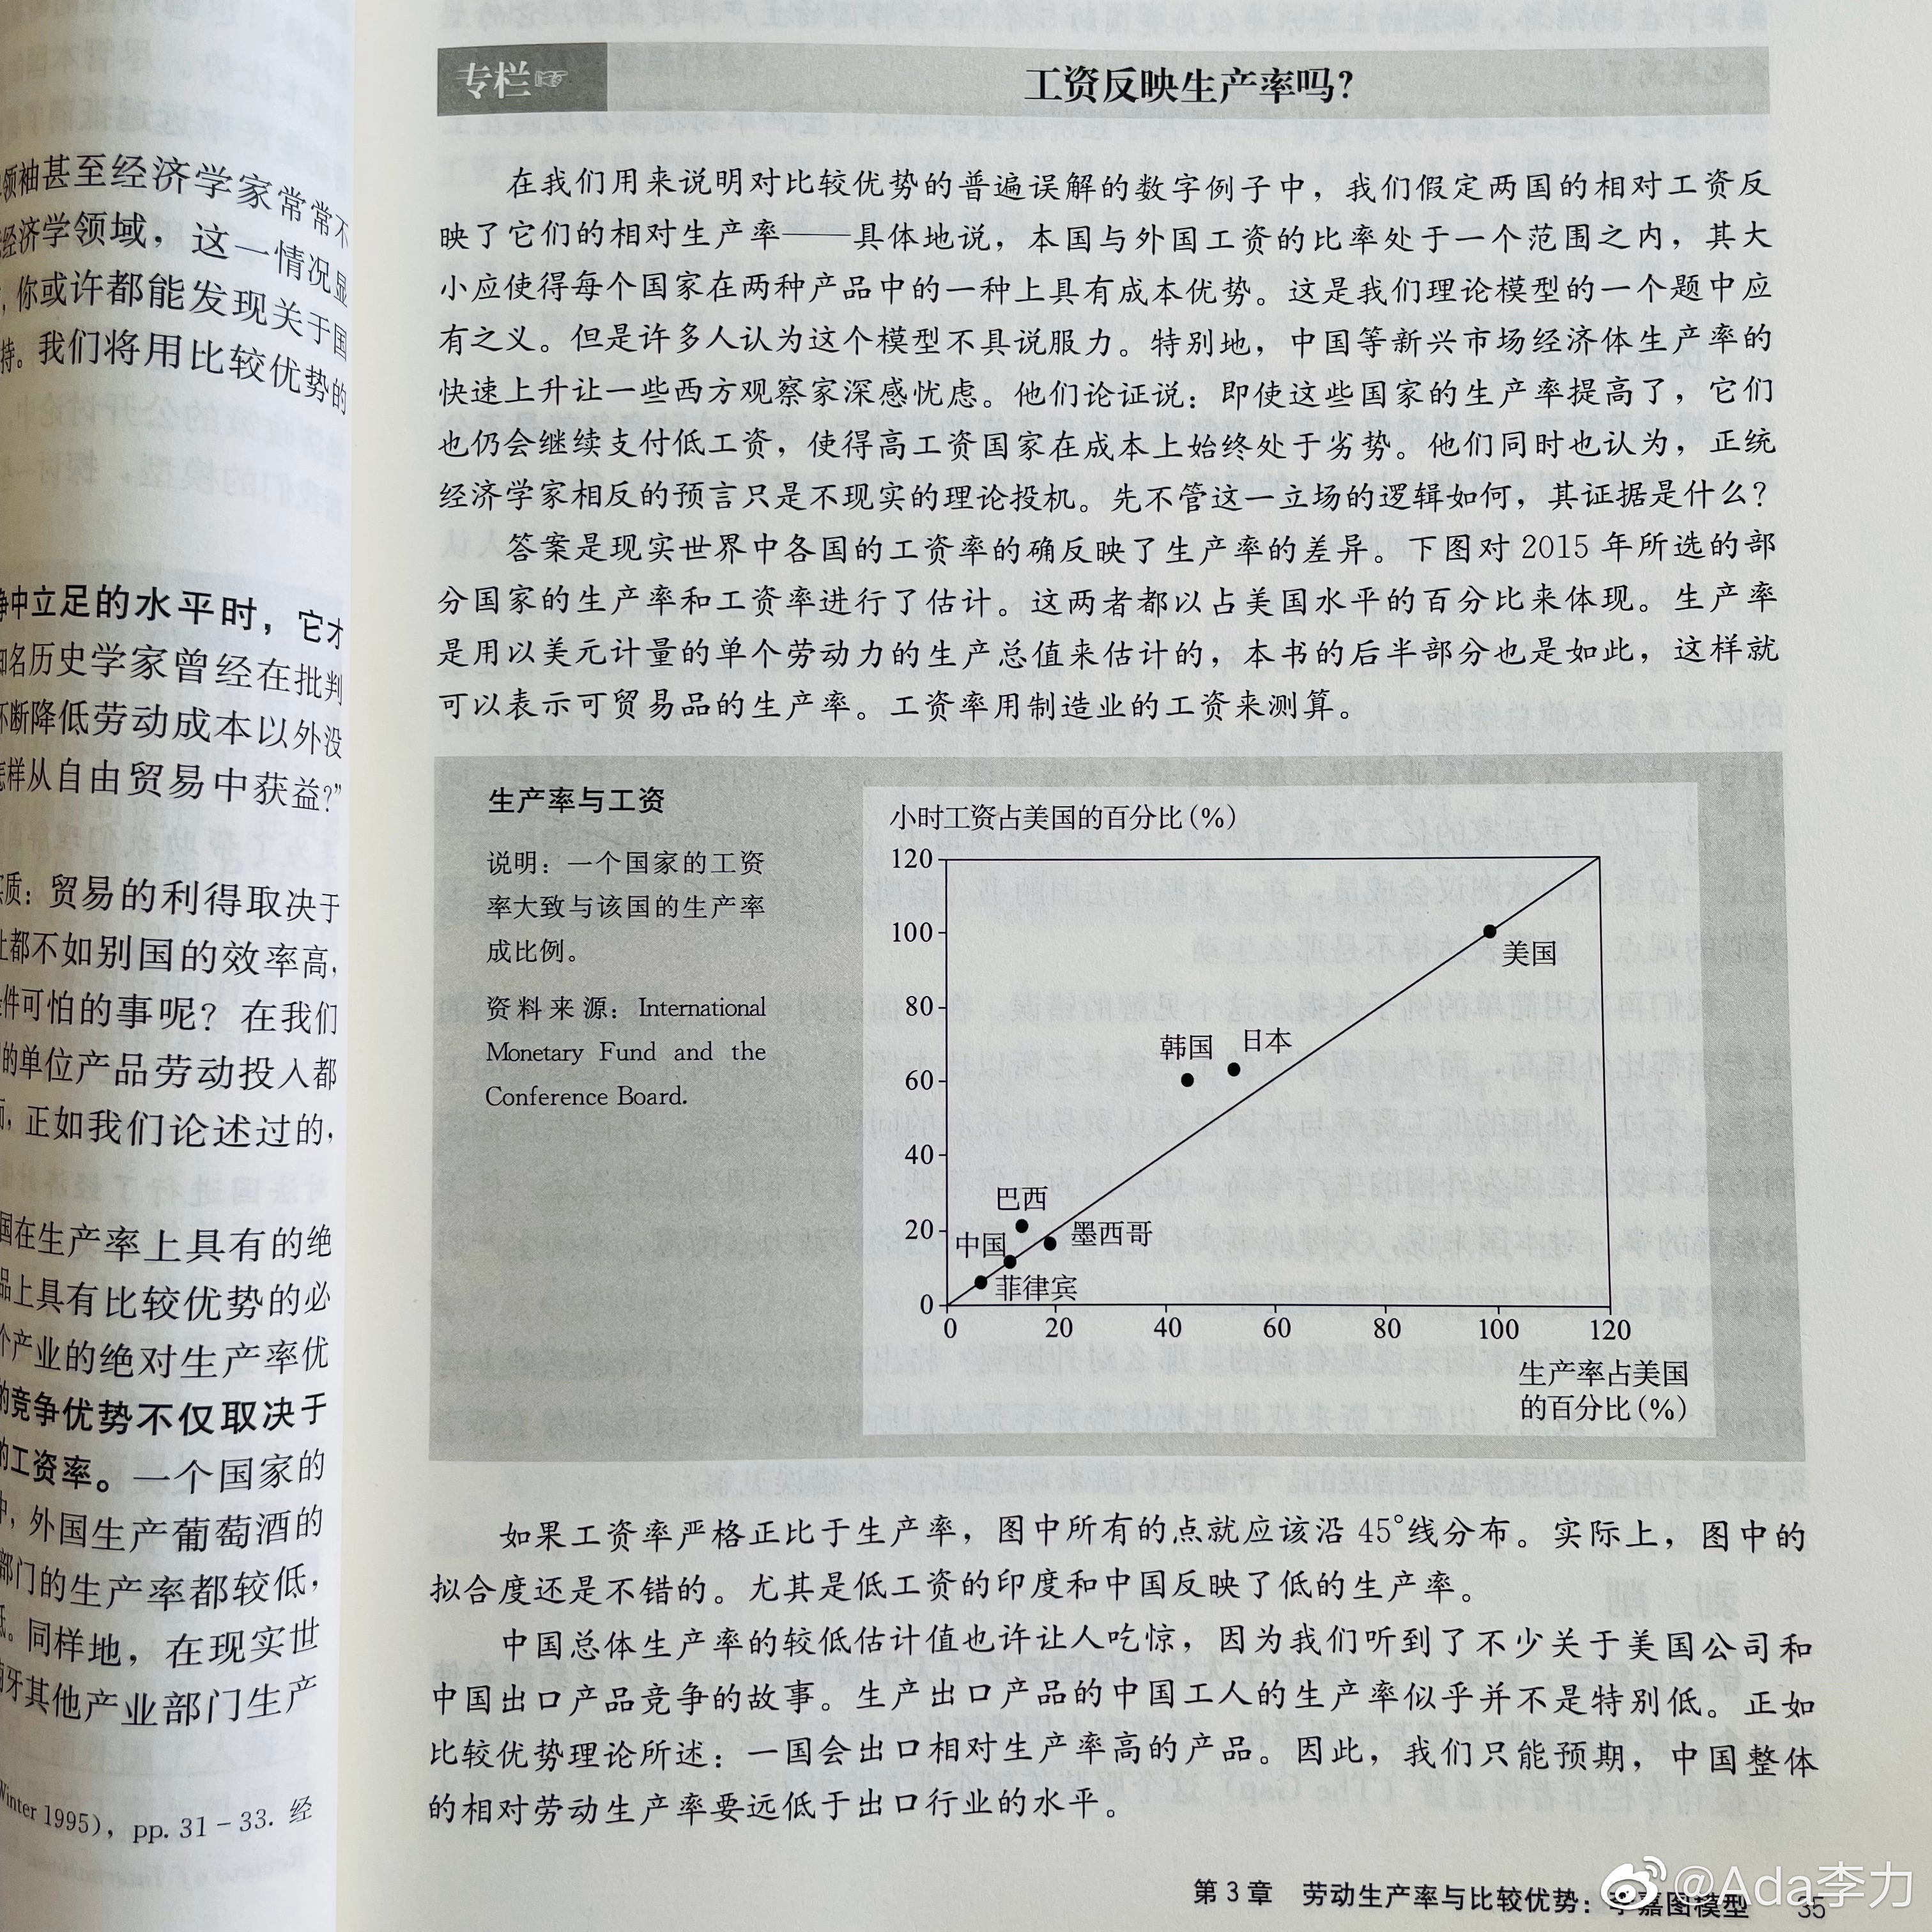 领袖甚至经济学家常常不
经济学领域，这一情况显
，你或许都能发现关于国
持。我们将用比较优势的
争中立足的水平时，它才
知名历史学家曾经在批判
不断降低劳动成本以外没
怎样从自由贸易中获益？”
实质：贸易的利得取决于
上都不如别国的效率高，
件可怕的事呢？在我们
的单位产品劳动投入都
而，正如我们论述过的，
国在生产率上具有的绝
品上具有比较优势的必
个产业的绝对生产率优
的竞争优势不仅取决于
的工资率。一个国家的
中，外国生产葡萄酒的
部门的生产率都较低，
低。同样地，在现实世
萄牙其他产业部门生产
Winter 1995), pp. 31－33. 经
专栏☞
工资反映生产率吗？
在我们用来说明对比较优势的普遍误解的数字例子中，我们假定两国的相对工资反
映了它们的相对生产率——具体地说，本国与外国工资的比率处于一个范围之内，其大
小应使得每个国家在两种产品中的一种上具有成本优势。这是我们理论模型的一个题中应
有之义。但是许多人认为这个模型不具说服力。特别地，中国等新兴市场经济体生产率的
快速上升让一些西方观察家深感忧虑。他们论证说：即使这些国家的生产率提高了，它们
也仍会继续支付低工资，使得高工资国家在成本上始终处于劣势。他们同时也认为，正统
经济学家相反的预言只是不现实的理论投机。先不管这一立场的逻辑如何，其证据是什么？
答案是现实世界中各国的工资率的确反映了生产率的差异。下图对 2015 年所选的部
分国家的生产率和工资率进行了估计。这两者都以占美国水平的百分比来体现。生产率
是用以美元计量的单个劳动力的生产总值来估计的，本书的后半部分也是如此，这样就
可以表示可贸易品的生产率。工资率用制造业的工资来测算。
生产率与工资
说明：一个国家的工资
率大致与该国的生产率
成比例。
资料来源：International
Monetary Fund and the
Conference Board.
小时工资占美国的百分比(%)
120
100
美国
80
韩国 日本
60
40
巴西
20
墨西哥
中国
菲律宾
0
0 20 40 60 80 100 120
生产率占美国
的百分比(%)
如果工资率严格正比于生产率，图中所有的点就应该沿 45°线分布。实际上，图中的
拟合度还是不错的。尤其是低工资的印度和中国反映了低的生产率。
中国总体生产率的较低估计值也许让人吃惊，因为我们听到了不少关于美国公司和
中国出口产品竞争的故事。生产出口产品的中国工人的生产率似乎并不是特别低。正如
比较优势理论所述：一国会出口相对生产率高的产品。因此，我们只能预期，中国整体
的相对劳动生产率要远低于出口行业的水平。
第 3 章 劳动生产率与比较优势：李嘉图模型 35
@Ada李力